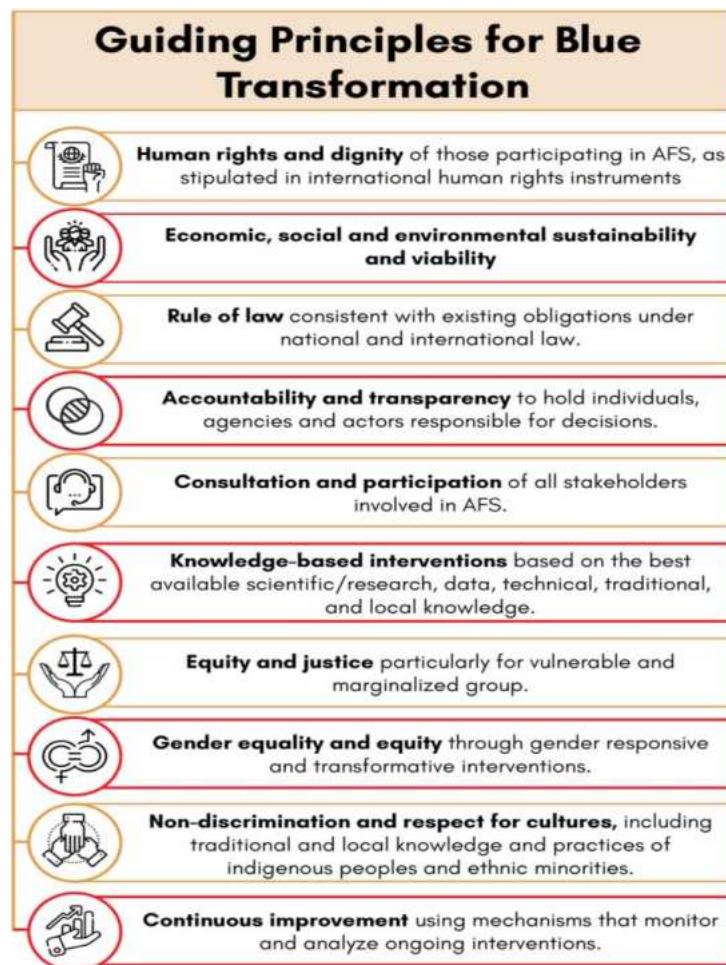 Guiding Principles for Blue
Transformation
Human rights and dignity of those participating in AFS, as
stipulated in international human rights instruments
Economic, social and environmental sustainability
and viability
Rule of law consistent with existing obligations under
national and international law.
Accountability and transparency to hold individuals,
agencies and actors responsible for decisions.
Consultation and participation of all stakeholders
involved in AFS.
Knowledge-based interventions based on the best
available scientific/research, data, technical, traditional,
and local knowledge.
Equity and justice particularly for vulnerable and
marginalized group.
Gender equality and equity through gender responsive
and transformative interventions.
Non-discrimination and respect for cultures, including
traditional and local knowledge and practices of
indigenous peoples and ethnic minorities.
Continuous improvement using mechanisms that monitor
and analyze ongoing interventions.